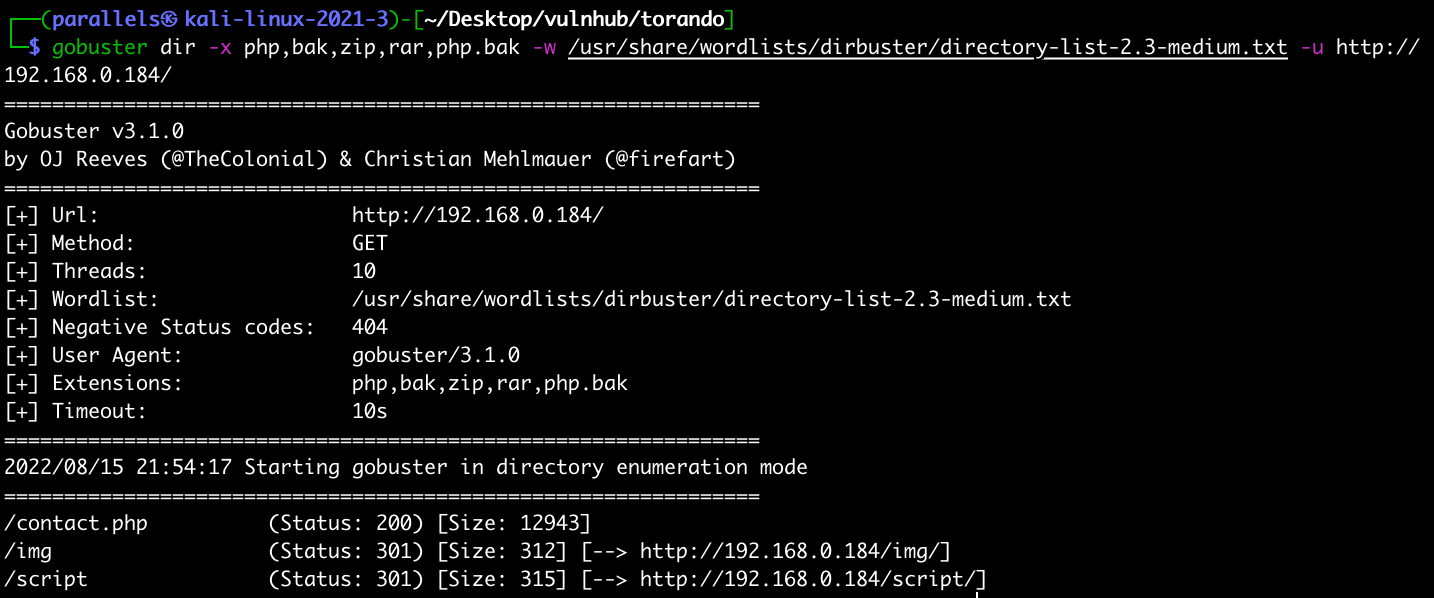 ┌──(parallels㉿kali-linux-2021-3)-[~/Desktop/vulnhub/torando]
└─$ gobuster dir -x php,bak,zip,rar,php.bak -w /usr/share/wordlists/dirbuster/directory-list-2.3-medium.txt -u http://
192.168.0.184/
===============================================================
Gobuster v3.1.0
by OJ Reeves (@TheColonial) & Christian Mehlmauer (@firefart)
===============================================================
[+] Url:                     http://192.168.0.184/
[+] Method:                  GET
[+] Threads:                 10
[+] Wordlist:                /usr/share/wordlists/dirbuster/directory-list-2.3-medium.txt
[+] Negative Status codes:   404
[+] User Agent:              gobuster/3.1.0
[+] Extensions:              php,bak,zip,rar,php.bak
[+] Timeout:                 10s
===============================================================
2022/08/15 21:54:17 Starting gobuster in directory enumeration mode
===============================================================
/contact.php          (Status: 200) [Size: 12943]
/img                  (Status: 301) [Size: 312] [--> http://192.168.0.184/img/]
/script               (Status: 301) [Size: 315] [--> http://192.168.0.184/script/]